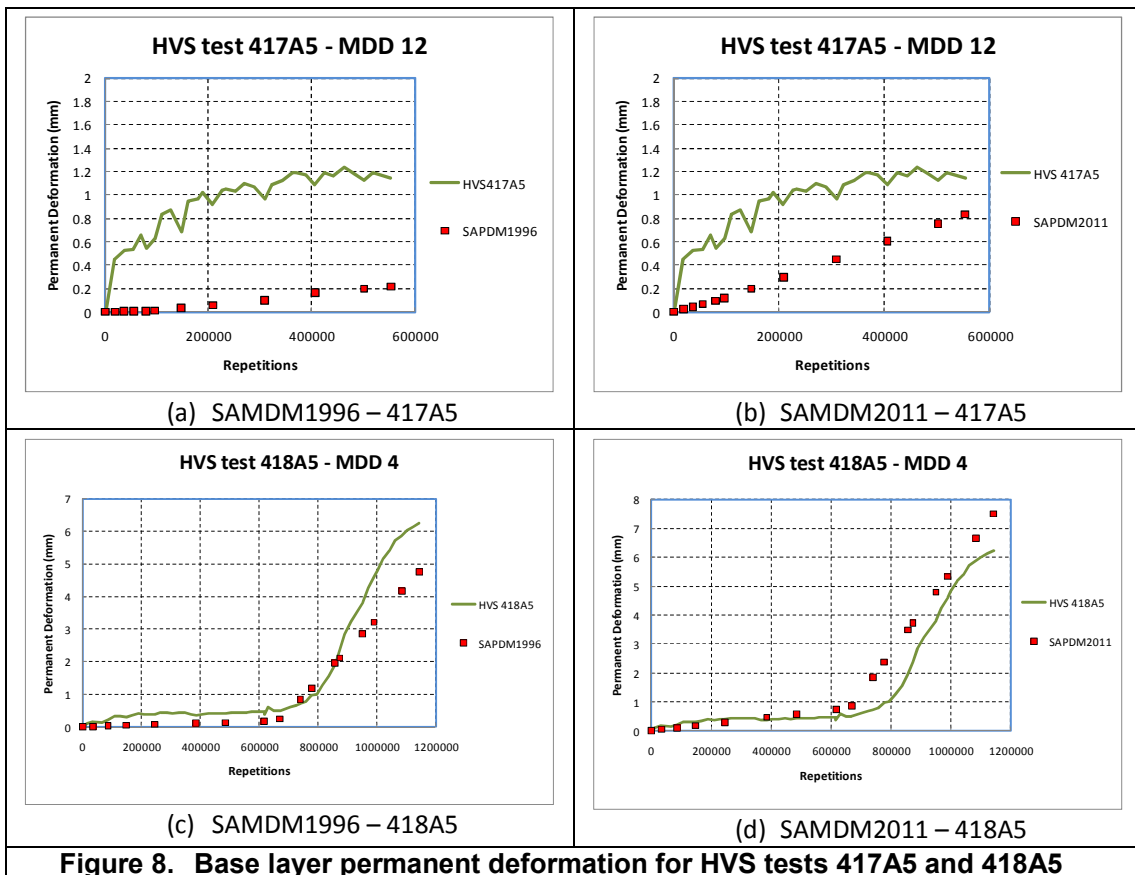 HVS test 417A5 - MDD 12
Permanent Deformation (mm)
2
1.8
1.6
1.4
1.2
1
0.8
0.6
0.4
0.2
0
0 200000 400000 600000
Repetitions
HVS417A5
SAPDM1996
(a) SAMDM1996 – 417A5
HVS test 417A5 - MDD 12
Permanent Deformation (mm)
2
1.8
1.6
1.4
1.2
1
0.8
0.6
0.4
0.2
0
0 200000 400000 600000
Repetitions
HVS 417A5
SAPDM2011
(b) SAMDM2011 – 417A5
HVS test 418A5 - MDD 4
Permanent Deformation (mm)
7
6
5
4
3
2
1
0
0 200000 400000 600000 800000 1000000 1200000
Repetitions
HVS 418A5
SAPDM1996
(c) SAMDM1996 – 418A5
HVS test 418A5 - MDD 4
Permanent Deformation (mm)
8
7
6
5
4
3
2
1
0
0 200000 400000 600000 800000 1000000 1200000
Repetitions
HVS 418A5
SAPDM2011
(d) SAMDM2011 – 418A5
Figure 8. Base layer permanent deformation for HVS tests 417A5 and 418A5